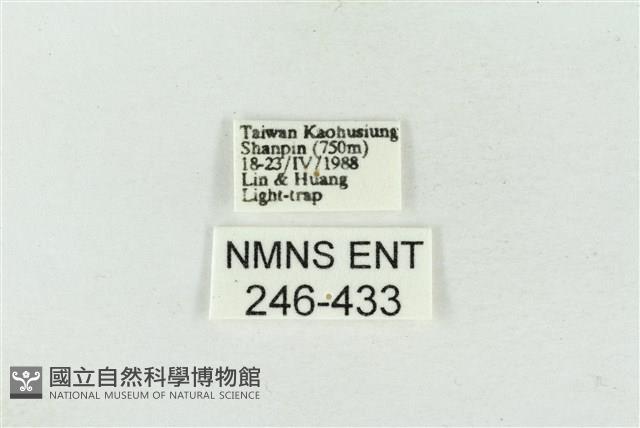 Taiwan Kaohusiung
Shanpin (750m)
18-23/IV/1988
Lin & Huang
Light-trap
NMNS ENT
246-433
國立自然科學博物館
NATIONAL MUSEUM OF NATURAL SCIENCE